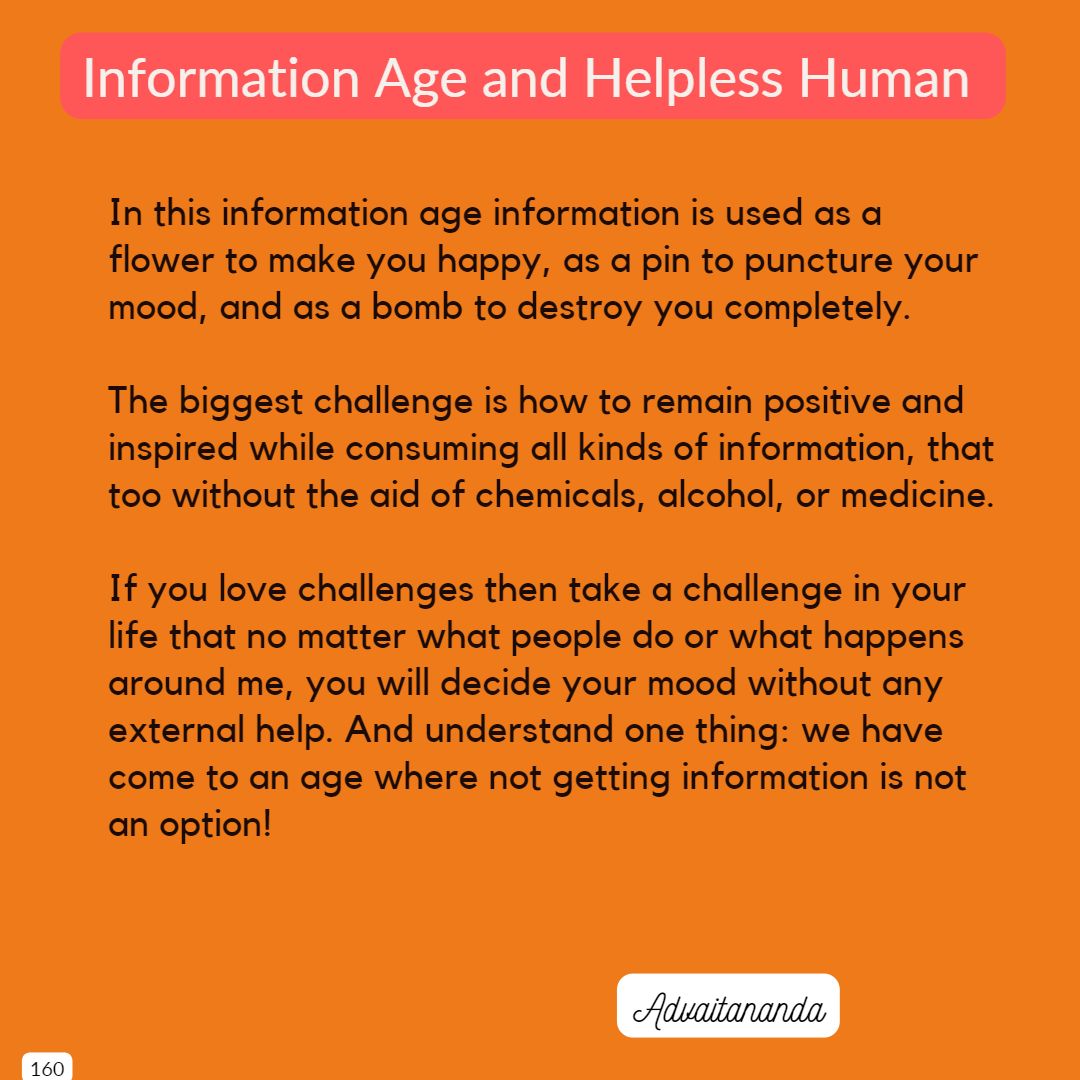 Information Age and Helpless Human
In this information age information is used as a
flower to make you happy, as a pin to puncture your
mood, and as a bomb to destroy you completely.
The biggest challenge is how to remain positive and
inspired while consuming all kinds of information, that
too without the aid of chemicals, alcohol, or medicine.
If you love challenges then take a challenge in your
life that no matter what people do or what happens
around me, you will decide your mood without any
external help. And understand one thing: we have
come to an age where not getting information is not
an option!
Advaitananda
160